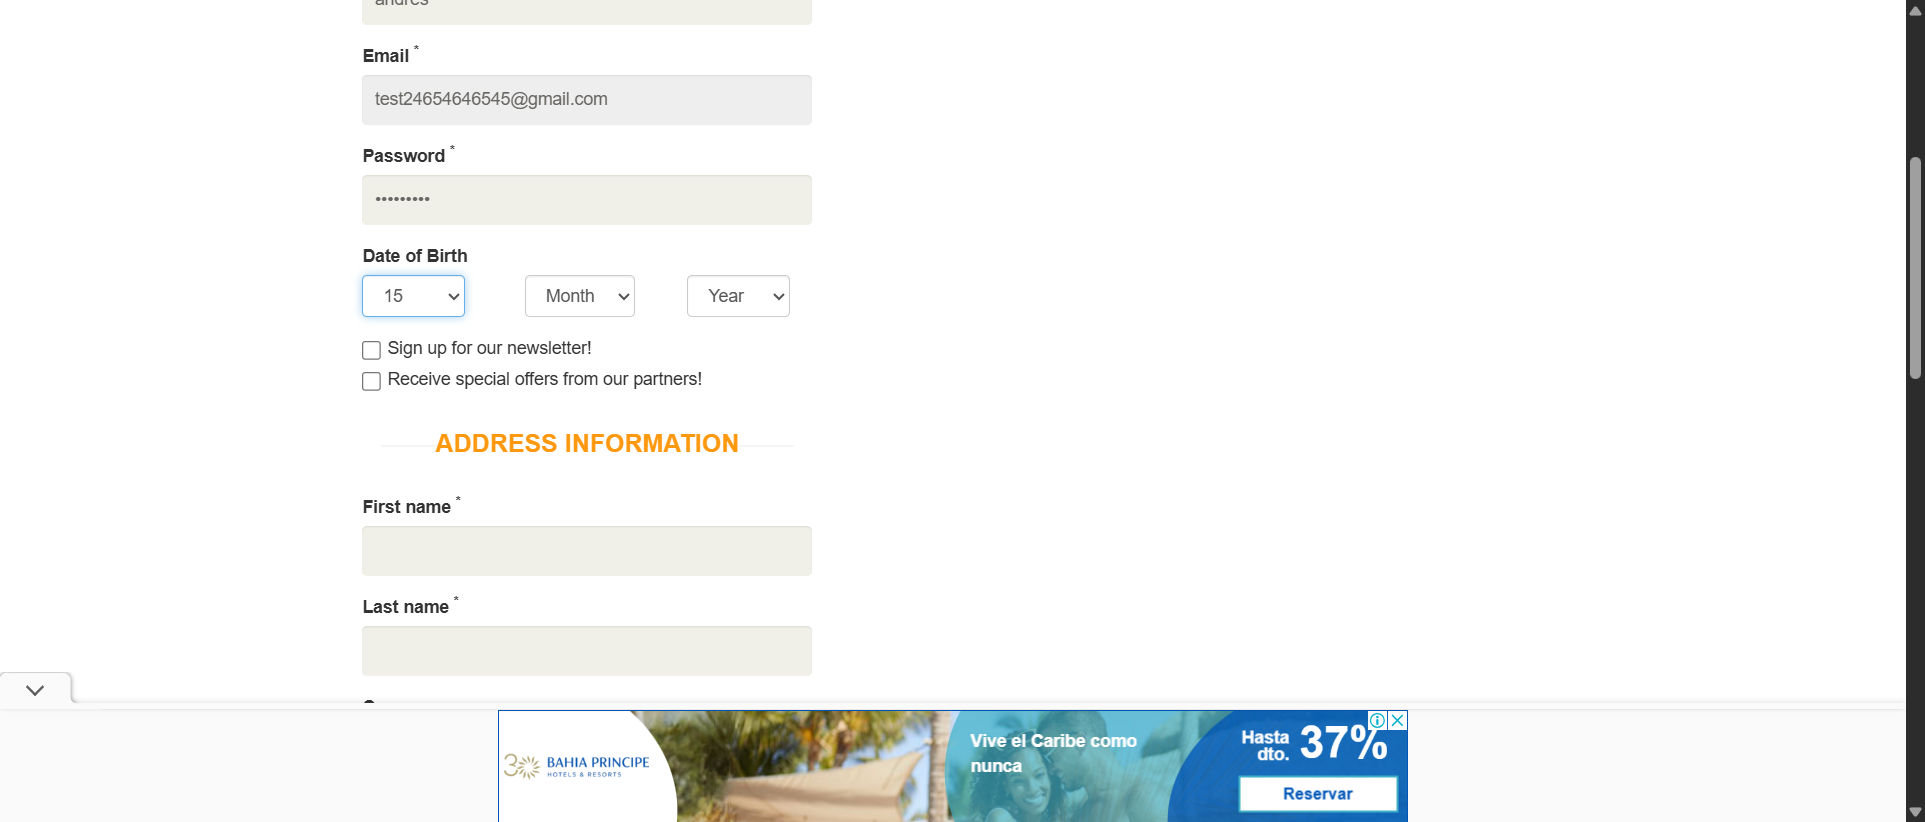 andres
Email *
test24654646545@gmail.com
Password *
•••••••••
Date of Birth
15 Month Year
Sign up for our newsletter!
Receive special offers from our partners!
ADDRESS INFORMATION
First name *
Last name *
30 BAHIA PRINCIPE
HOTELS & RESORTS
Vive el Caribe como
nunca
Hasta
dto. 37%
Reservar